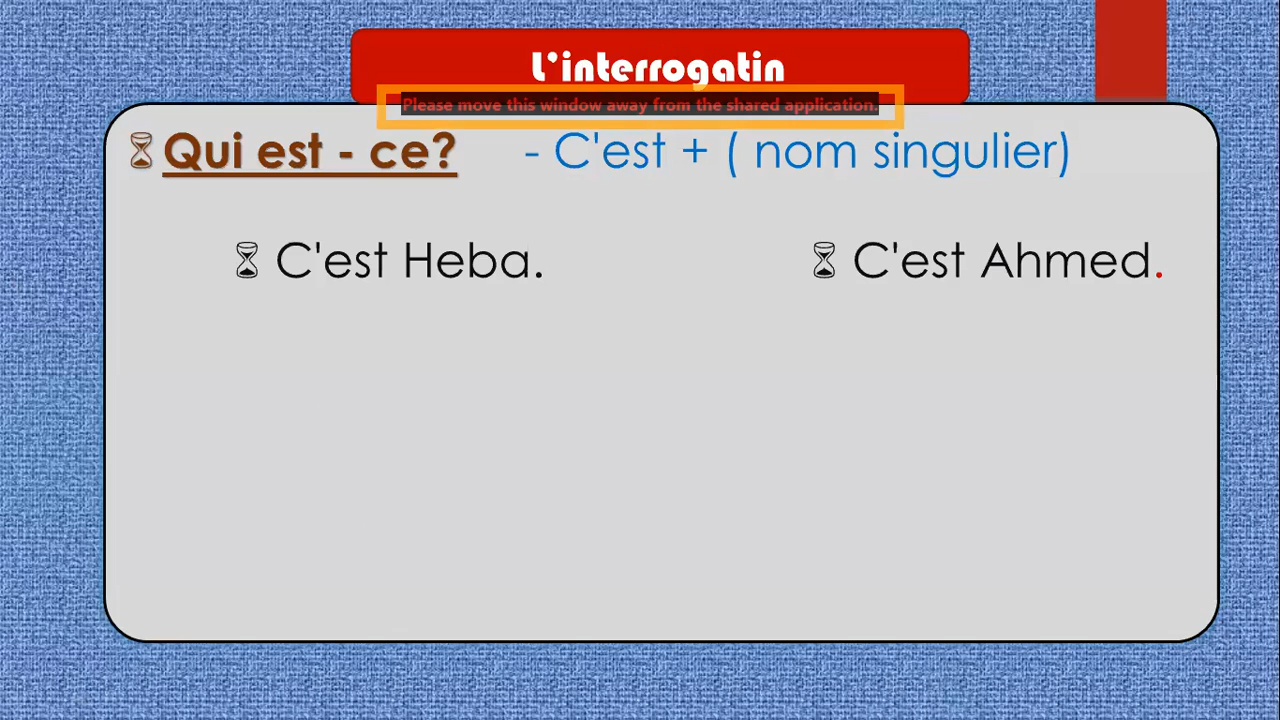 L'interrogatin
Please move this window away from the shared application.
Qui est - ce? - C'est + ( nom singulier)
C'est Heba. C'est Ahmed.